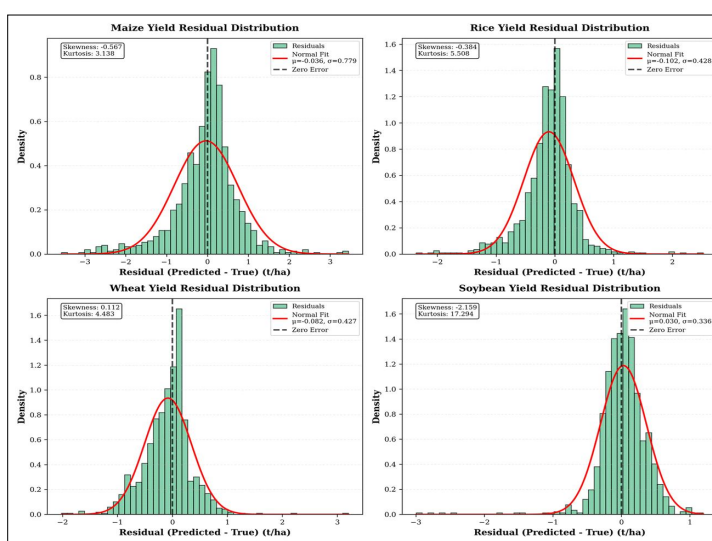 Maize Yield Residual Distribution
Skewness: -0.567
Kurtosis: 3.138
Residuals
Normal Fit
μ=-0.036, σ=0.779
Zero Error
Density
0.8
0.6
0.4
0.2
0.0
−3
−2
−1
0
1
2
3
Residual (Predicted - True) (t/ha)
Rice Yield Residual Distribution
Skewness: -0.384
Kurtosis: 5.508
Residuals
Normal Fit
μ=-0.102, σ=0.428
Zero Error
Density
1.6
1.4
1.2
1.0
0.8
0.6
0.4
0.2
0.0
−1
0
1
2
Residual (Predicted - True) (t/ha)
Wheat Yield Residual Distribution
Skewness: 0.112
Kurtosis: 4.483
Residuals
Normal Fit
μ=-0.082, σ=0.427
Zero Error
Density
1.6
1.4
1.2
1.0
0.8
0.6
0.4
0.2
0.0
−2
−1
0
1
2
3
Residual (Predicted - True) (t/ha)
Soybean Yield Residual Distribution
Skewness: -2.159
Kurtosis: 17.294
Residuals
Normal Fit
μ=0.030, σ=0.336
Zero Error
Density
1.6
1.4
1.2
1.0
0.8
0.6
0.4
0.2
0.0
−3
−2
−1
0
1
Residual (Predicted - True) (t/ha)